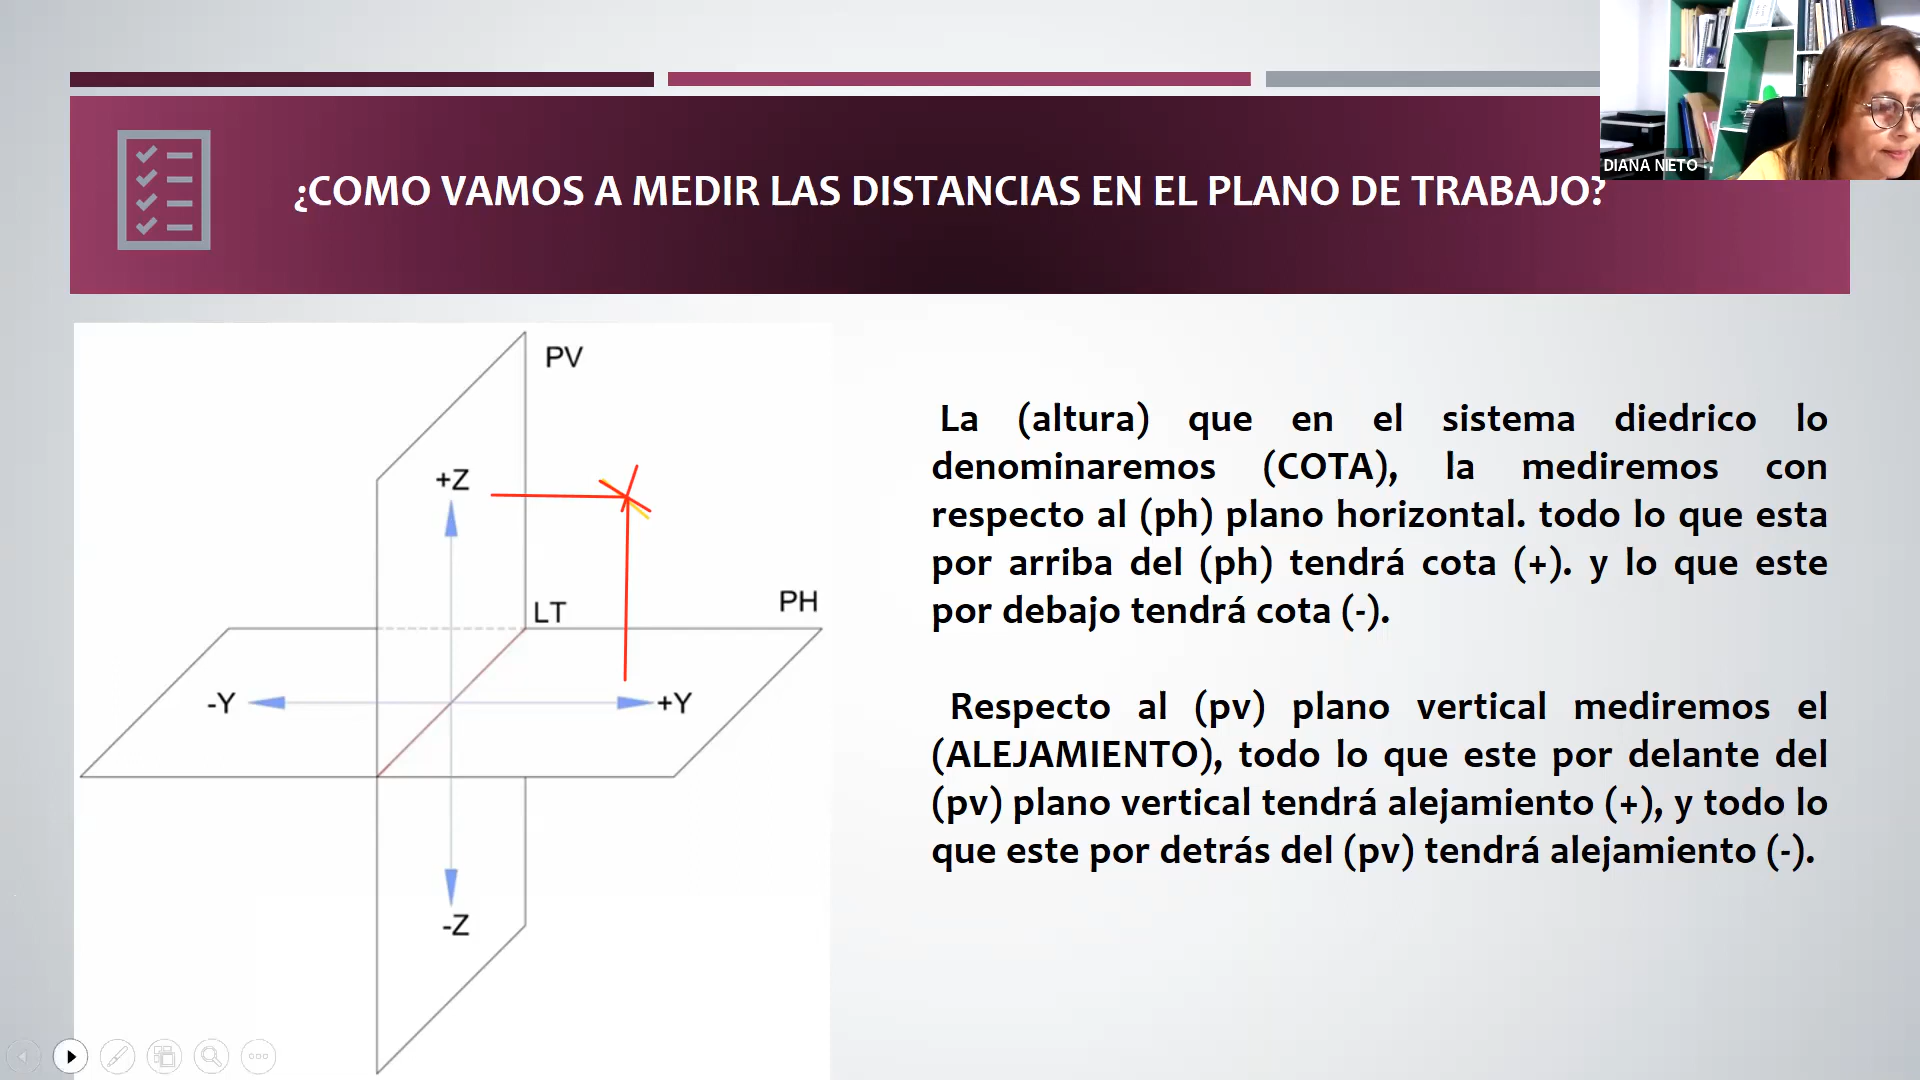 DIANA NIETO
¿COMO VAMOS A MEDIR LAS DISTANCIAS EN EL PLANO DE TRABAJO?
PV
+Z
LT
PH
-Y
+Y
-Z
La (altura) que en el sistema diedrico lo
denominaremos (COTA), la mediremos con
respecto al (ph) plano horizontal. todo lo que esta
por arriba del (ph) tendrá cota (+). y lo que este
por debajo tendrá cota (-).
Respecto al (pv) plano vertical mediremos el
(ALEJAMIENTO), todo lo que este por delante del
(pv) plano vertical tendrá alejamiento (+), y todo lo
que este por detrás del (pv) tendrá alejamiento (-).